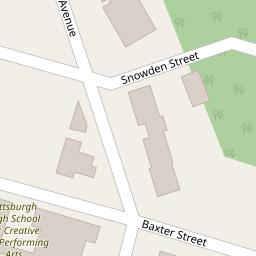 Avenue
Snowden Street
ttsburgh
gh School
Creative
Performing
Arts
Baxter Street